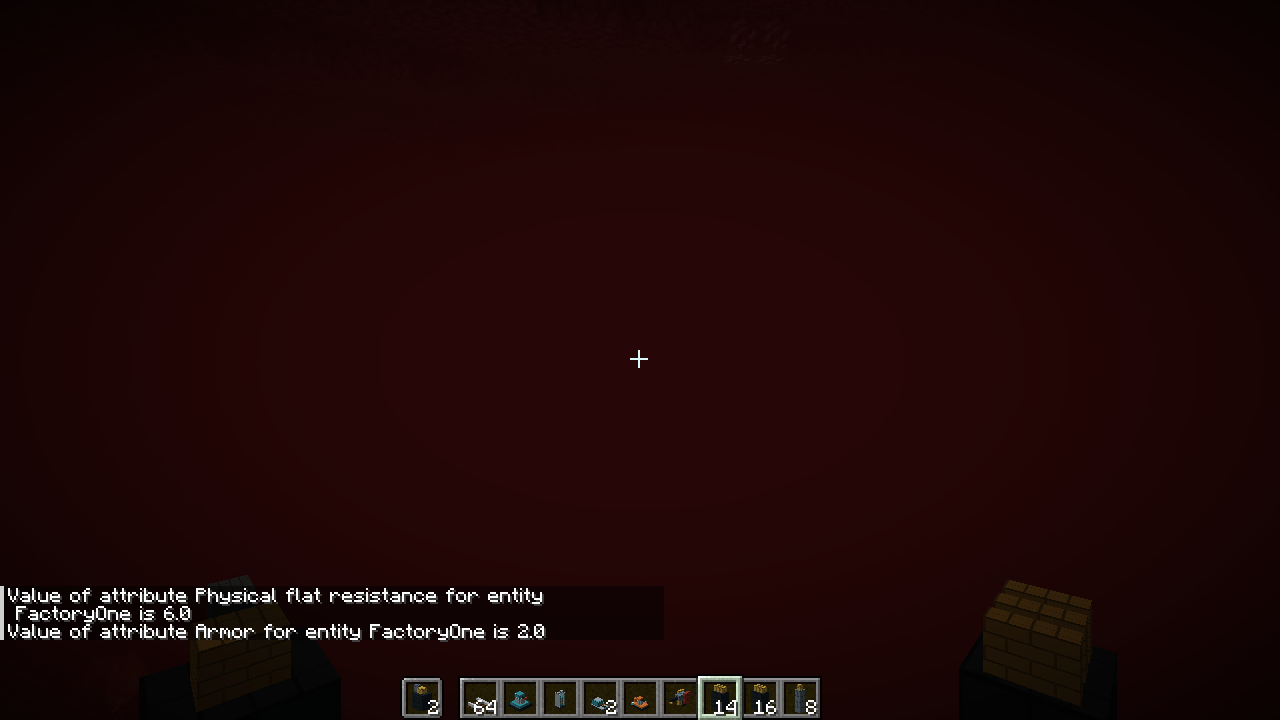 Value of attribute Physical flat resistance for entity
FactoryOne is 6.0
Value of attribute Armor for entity FactoryOne is 2.0
2 64 2 14 16 8